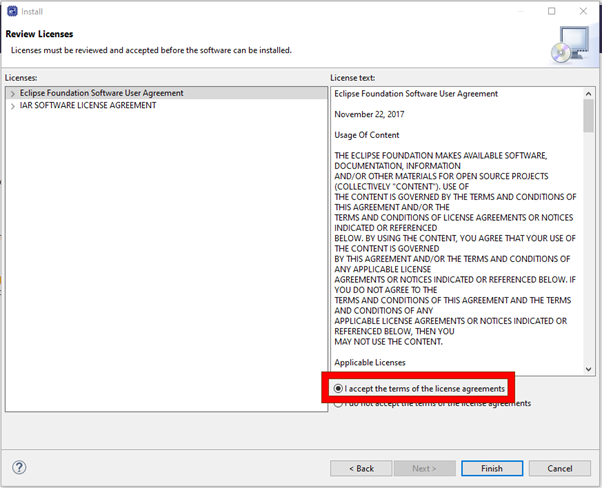 Install
Review Licenses
Licenses must be reviewed and accepted before the software can be installed.
Licenses:
Eclipse Foundation Software User Agreement
IAR SOFTWARE LICENSE AGREEMENT
License text:
Eclipse Foundation Software User Agreement
November 22, 2017
Usage Of Content
THE ECLIPSE FOUNDATION MAKES AVAILABLE SOFTWARE,
DOCUMENTATION, INFORMATION
AND/OR OTHER MATERIALS FOR OPEN SOURCE PROJECTS
(COLLECTIVELY "CONTENT"). USE OF
THE CONTENT IS GOVERNED BY THE TERMS AND CONDITIONS OF
THIS AGREEMENT AND/OR THE
TERMS AND CONDITIONS OF LICENSE AGREEMENTS OR NOTICES
INDICATED OR REFERENCED
BELOW. BY USING THE CONTENT, YOU AGREE THAT YOUR USE OF
THE CONTENT IS GOVERNED
BY THIS AGREEMENT AND/OR THE TERMS AND CONDITIONS OF
ANY APPLICABLE LICENSE
AGREEMENTS OR NOTICES INDICATED OR REFERENCED BELOW. IF
YOU DO NOT AGREE TO THE
TERMS AND CONDITIONS OF THIS AGREEMENT AND THE TERMS
AND CONDITIONS OF ANY
APPLICABLE LICENSE AGREEMENTS OR NOTICES INDICATED OR
REFERENCED BELOW, THEN YOU
MAY NOT USE THE CONTENT.
Applicable Licenses
I accept the terms of the license agreements
I do not accept the terms of the license agreements
? < Back Next > Finish Cancel